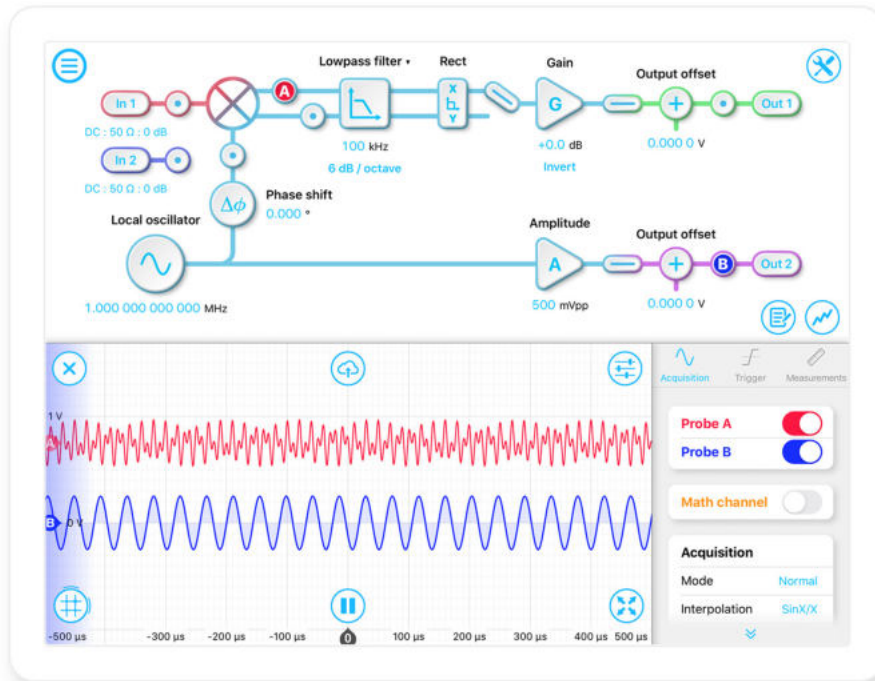 Lowpass filter
Rect
Gain
Output offset
In 1
A
X
Y
G
Out 1
DC : 50 Ω : 0 dB
100 kHz
+0.0 dB
0.000 0 V
In 2
6 dB / octave
Invert
DC : 50 Ω : 0 dB
Δϕ
Phase shift
0.000 °
Local oscillator
Amplitude
Output offset
A
B
Out 2
1.000 000 000 000 MHz
500 mVpp
0.000 0 V
Acquisition
Trigger
Measurements
1 V
A
Probe A
Probe B
B
0 V
Math channel
Acquisition
Mode
Normal
Interpolation
SinX/X
-500 µs
-300 µs
-200 µs
-100 µs
0
100 µs
200 µs
300 µs
400 µs
500 µs